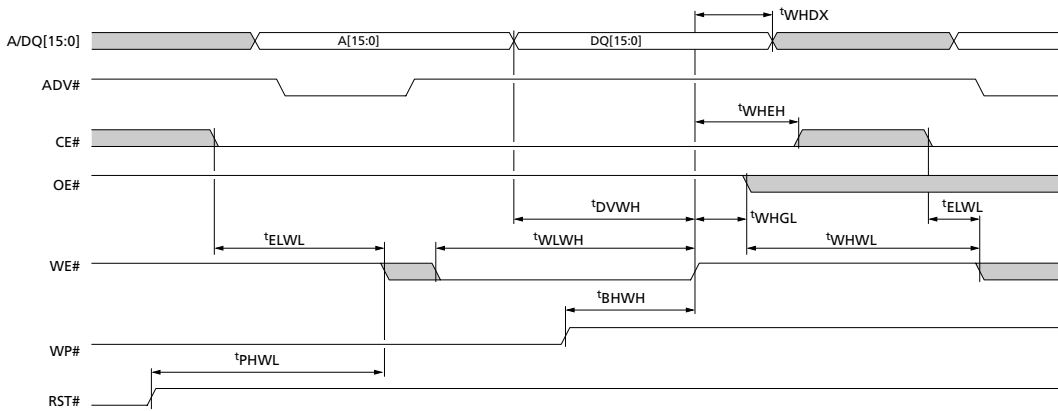 tWHDX
A/DQ[15:0] A[15:0] DQ[15:0]
ADV#
tWHEH
CE#
OE#
tDVWH tWHGL tELWL
tELWL tWLWH tWHWL
WE#
tBHWH
WP#
tPHWL
RST#